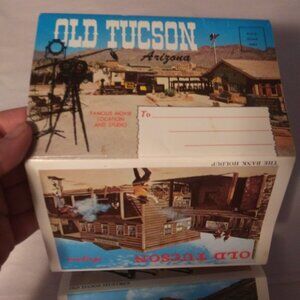 OLD TUCSON
Arizona
FAMOUS MOVIE
LOCATION
AND STUDIO
To
THE BANK HOLDUP
OLD TUCSON